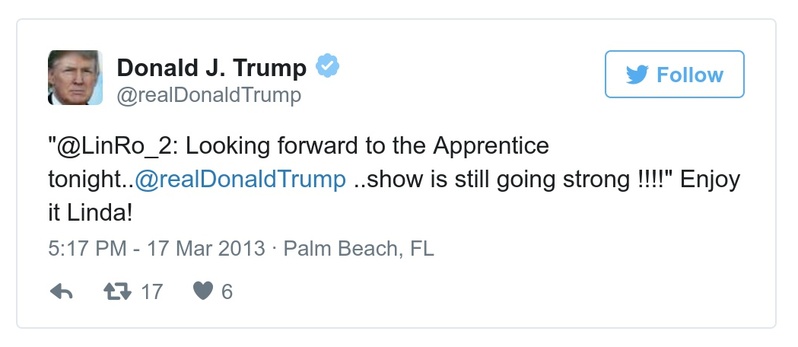 Donald J. Trump
@realDonaldTrump
Follow
"@LinRo_2: Looking forward to the Apprentice
tonight..@realDonaldTrump ..show is still going strong !!!!" Enjoy
it Linda!
5:17 PM - 17 Mar 2013 · Palm Beach, FL
17 6